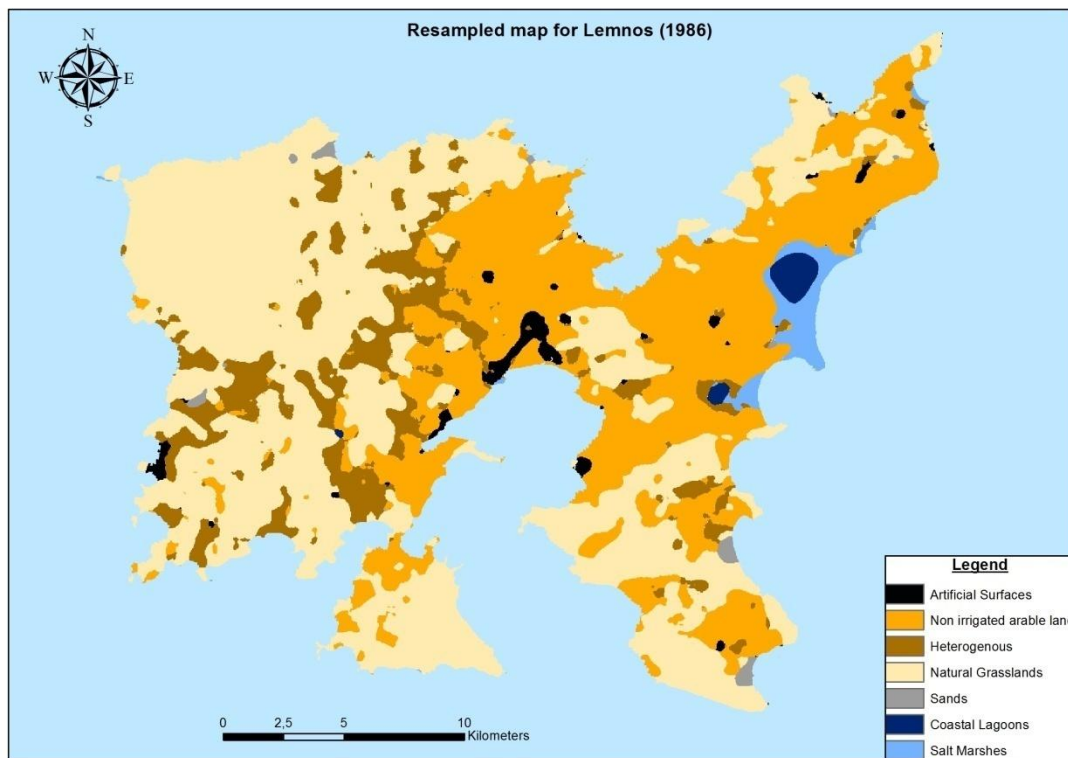 Resampled map for Lemnos (1986)
N
W E
S
Legend
Artificial Surfaces
Non irrigated arable land
Heterogenous
Natural Grasslands
Sands
Coastal Lagoons
Salt Marshes
0 2,5 5 10
Kilometers